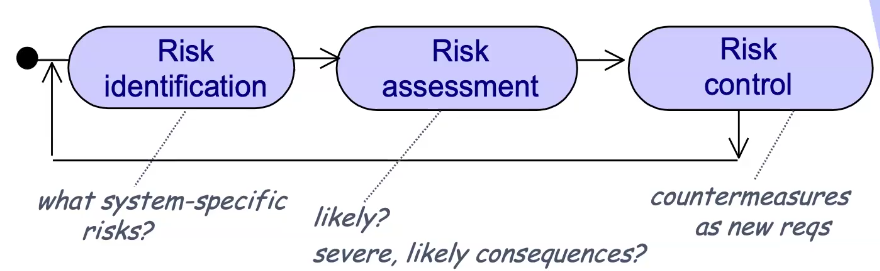 Risk
identification
Risk
assessment
Risk
control
what system-specific
risks?
likely?
severe, likely consequences?
countermeasures
as new reqs